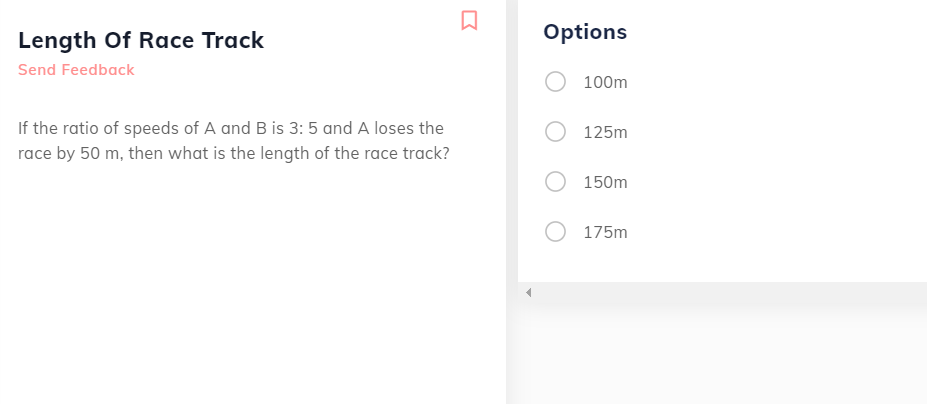 Length Of Race Track
Send Feedback
If the ratio of speeds of A and B is 3: 5 and A loses the
race by 50 m, then what is the length of the race track?
Options
100m
125m
150m
175m